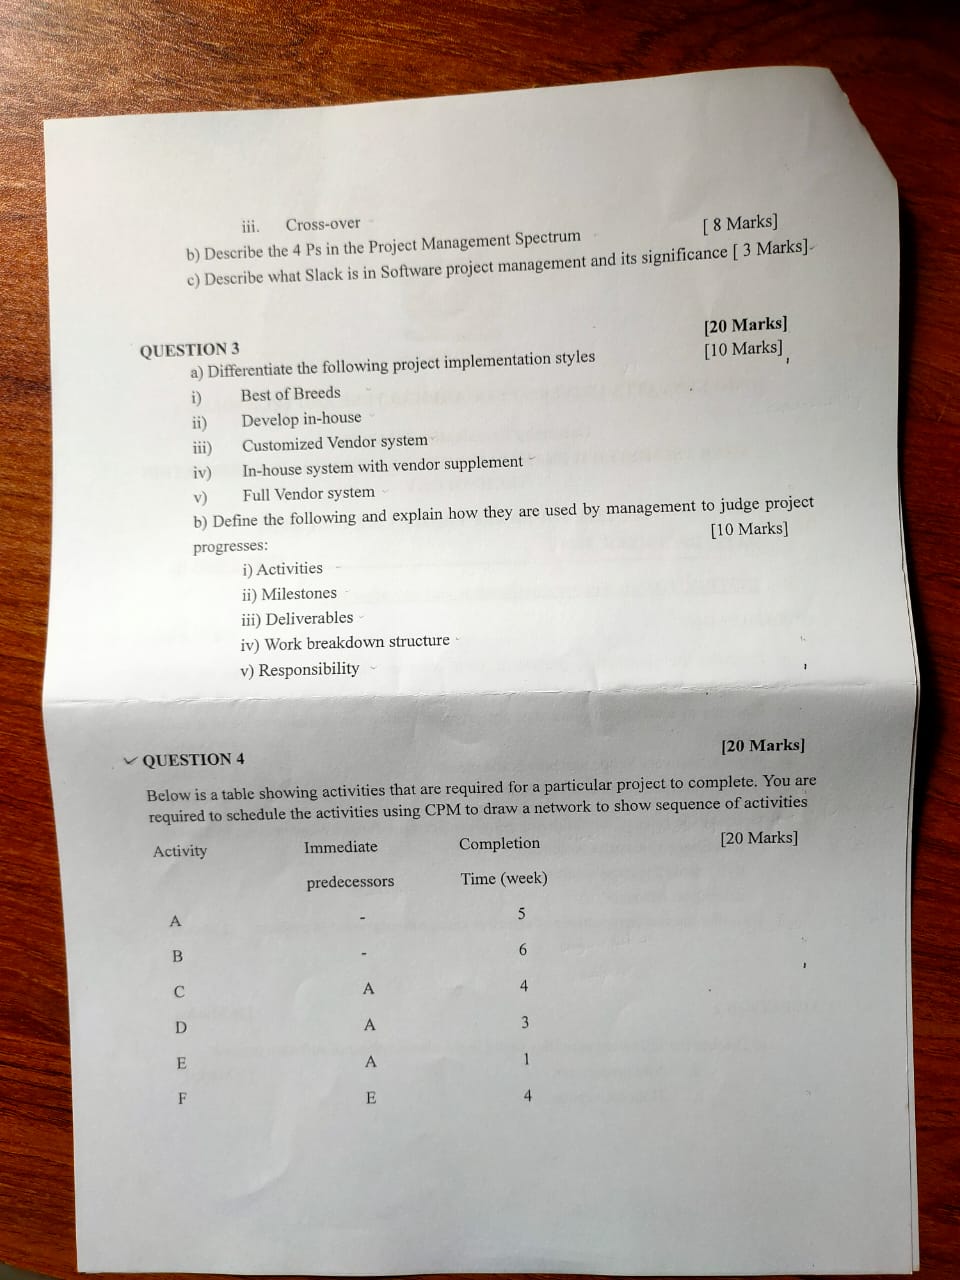 iii. Cross-over
b) Describe the 4 Ps in the Project Management Spectrum [ 8 Marks]
c) Describe what Slack is in Software project management and its significance [ 3 Marks]
QUESTION 3 [20 Marks]
a) Differentiate the following project implementation styles [10 Marks]
i) Best of Breeds
ii) Develop in-house
iii) Customized Vendor system
iv) In-house system with vendor supplement
v) Full Vendor system
b) Define the following and explain how they are used by management to judge project
progresses: [10 Marks]
i) Activities
ii) Milestones
iii) Deliverables
iv) Work breakdown structure
v) Responsibility
QUESTION 4 [20 Marks]
Below is a table showing activities that are required for a particular project to complete. You are
required to schedule the activities using CPM to draw a network to show sequence of activities
[20 Marks]
Activity Immediate Completion
predecessors Time (week)
A - 5
B - 6
C A 4
D A 3
E A 1
F E 4